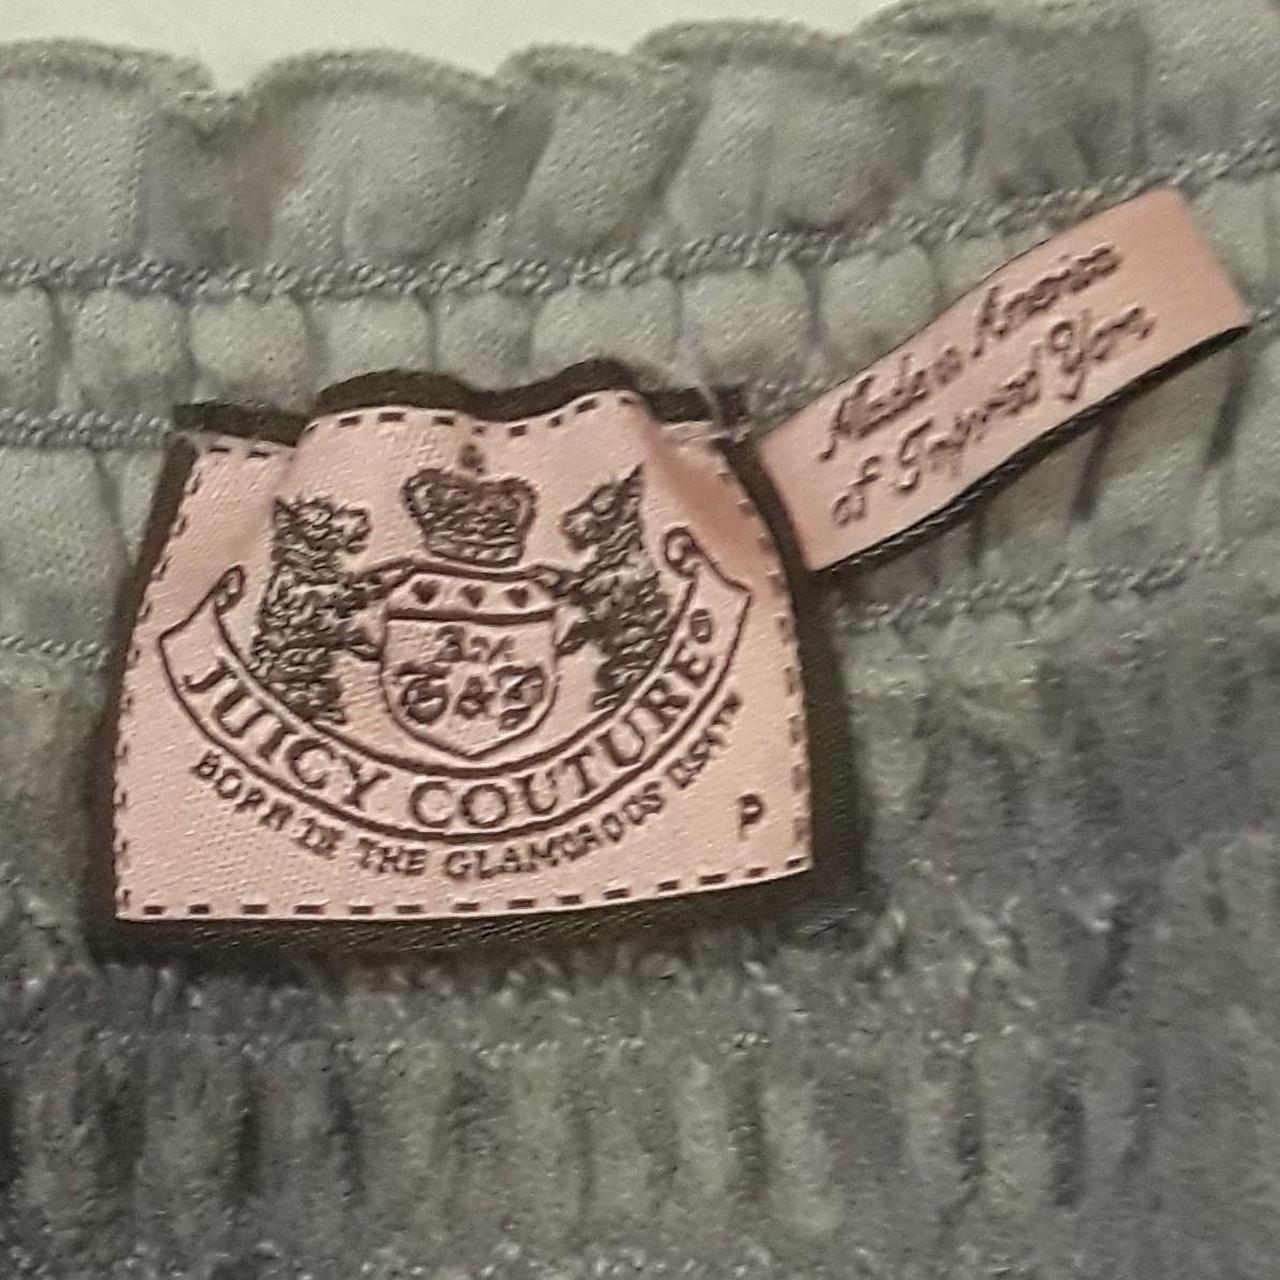 Made in America
of Imported Yarn
JUICY COUTURE®
BORN IN THE GLAMOROUS USA
P
G&P